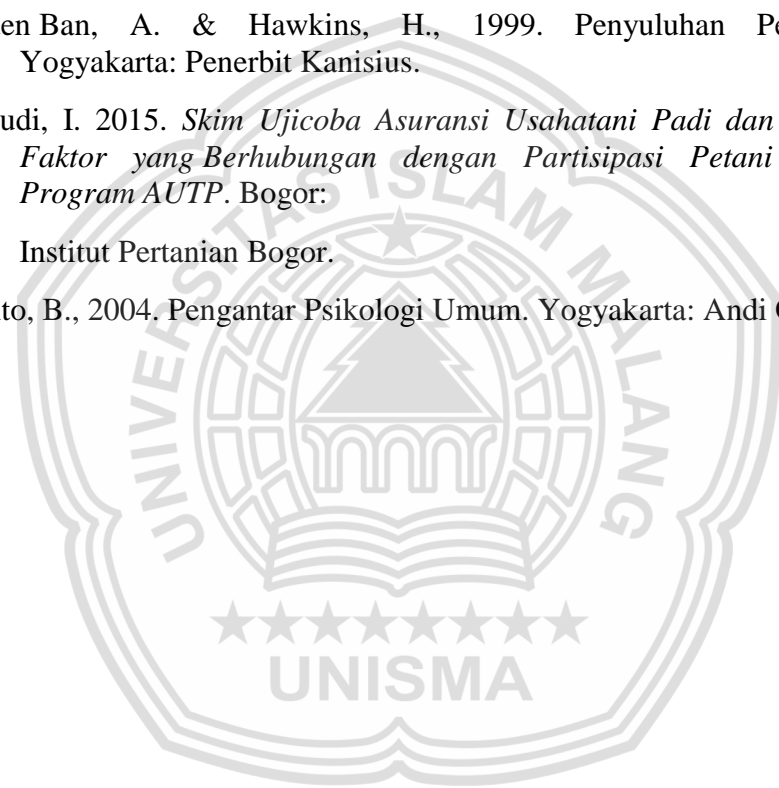 en Ban, A. & Hawkins, H., 1999. Penyuluhan Pe
Yogyakarta: Penerbit Kanisius.
udi, I. 2015. Skim Ujicoba Asuransi Usahatani Padi dan
Faktor yang Berhubungan dengan Partisipasi Petani
Program AUTP. Bogor:
Institut Pertanian Bogor.
to, B., 2004. Pengantar Psikologi Umum. Yogyakarta: Andi
UNIVERSITAS ISLAM MALANG
UNISMA